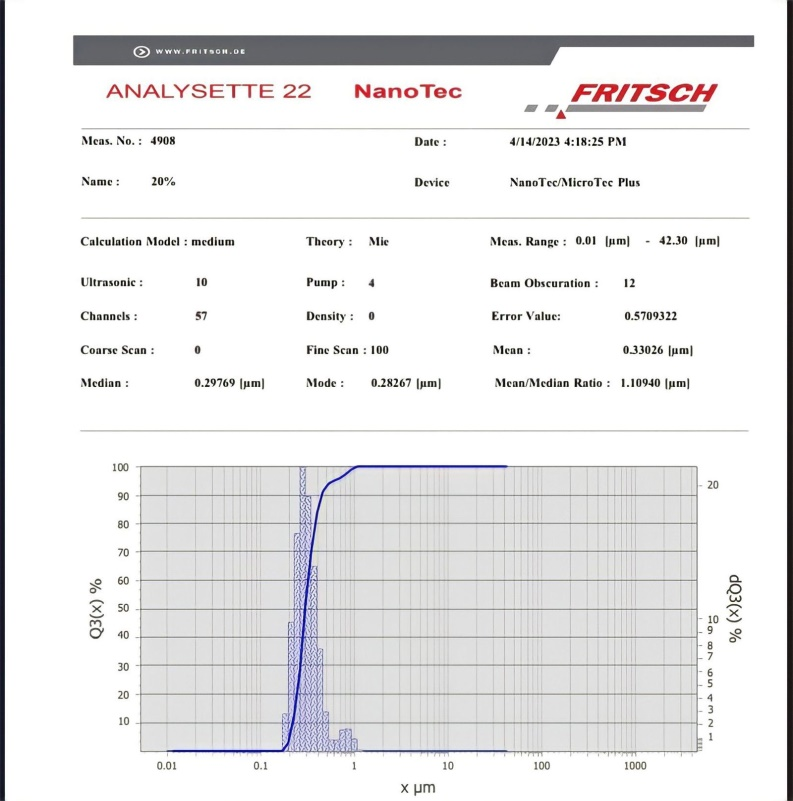 WWW.FRITSCH.DE
ANALYSETTE 22 NanoTec FRITSCH
Meas. No. : 4908 Date : 4/14/2023 4:18:25 PM
Name : 20% Device NanoTec/MicroTec Plus
Calculation Model : medium Theory : Mie Meas. Range : 0.01 [µm] - 42.30 [µm]
Ultrasonic : 10 Pump : 4 Beam Obscuration : 12
Channels : 57 Density : 0 Error Value: 0.5709322
Coarse Scan : 0 Fine Scan : 100 Mean : 0.33026 [µm]
Median : 0.29769 [µm] Mode : 0.28267 [µm] Mean/Median Ratio : 1.10940 [µm]
100
90
80
70
60
50
40
30
20
10
Q3(x) %
20
10
9
8
7
6
5
4
3
2
1
dQ3(x) %
0.01 0.1 1 10 100 1000
x µm